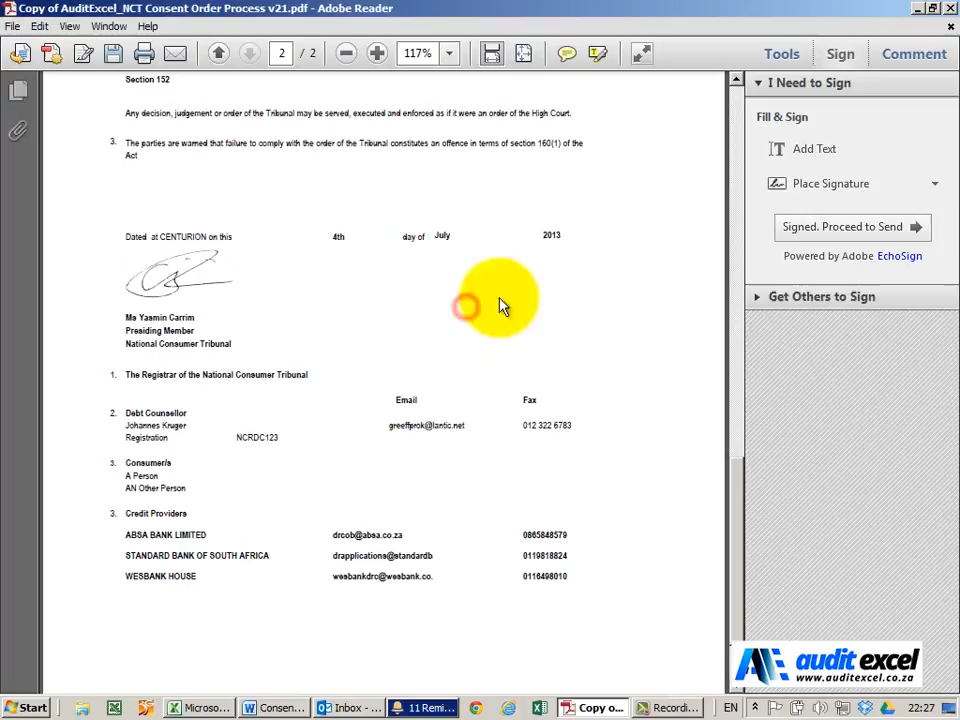 Copy of AuditExcel_NCT Consent Order Process v21.pdf - Adobe Reader
File Edit View Window Help
2 / 2 117% Tools Sign Comment
Section 152
Any decision, judgement or order of the Tribunal may be served, executed and enforced as if it were an order of the High Court.
3. The parties are warned that failure to comply with the order of the Tribunal constitutes an offence in terms of section 160(1) of the
Act
Dated at CENTURION on this 4th day of July 2013
Ms Yasmin Carrim
Presiding Member
National Consumer Tribunal
1. The Registrar of the National Consumer Tribunal
Email Fax
2. Debt Counsellor
Johannes Kruger greeffprok@lantic.net 012 322 6783
Registration NCRDC123
3. Consumer/s
A Person
AN Other Person
3. Credit Providers
ABSA BANK LIMITED drcob@absa.co.za 0865848579
STANDARD BANK OF SOUTH AFRICA drapplications@standardb 0119818824
WESBANK HOUSE wesbankdrc@wesbank.co. 0116498010
I Need to Sign
Fill & Sign
Add Text
Place Signature
Signed. Proceed to Send
Powered by Adobe EchoSign
Get Others to Sign
audit excel
www.auditexcel.co.za
Start Microso... Consen... Inbox - ... 11 Remi... Copy o... Recordi... EN 22:27